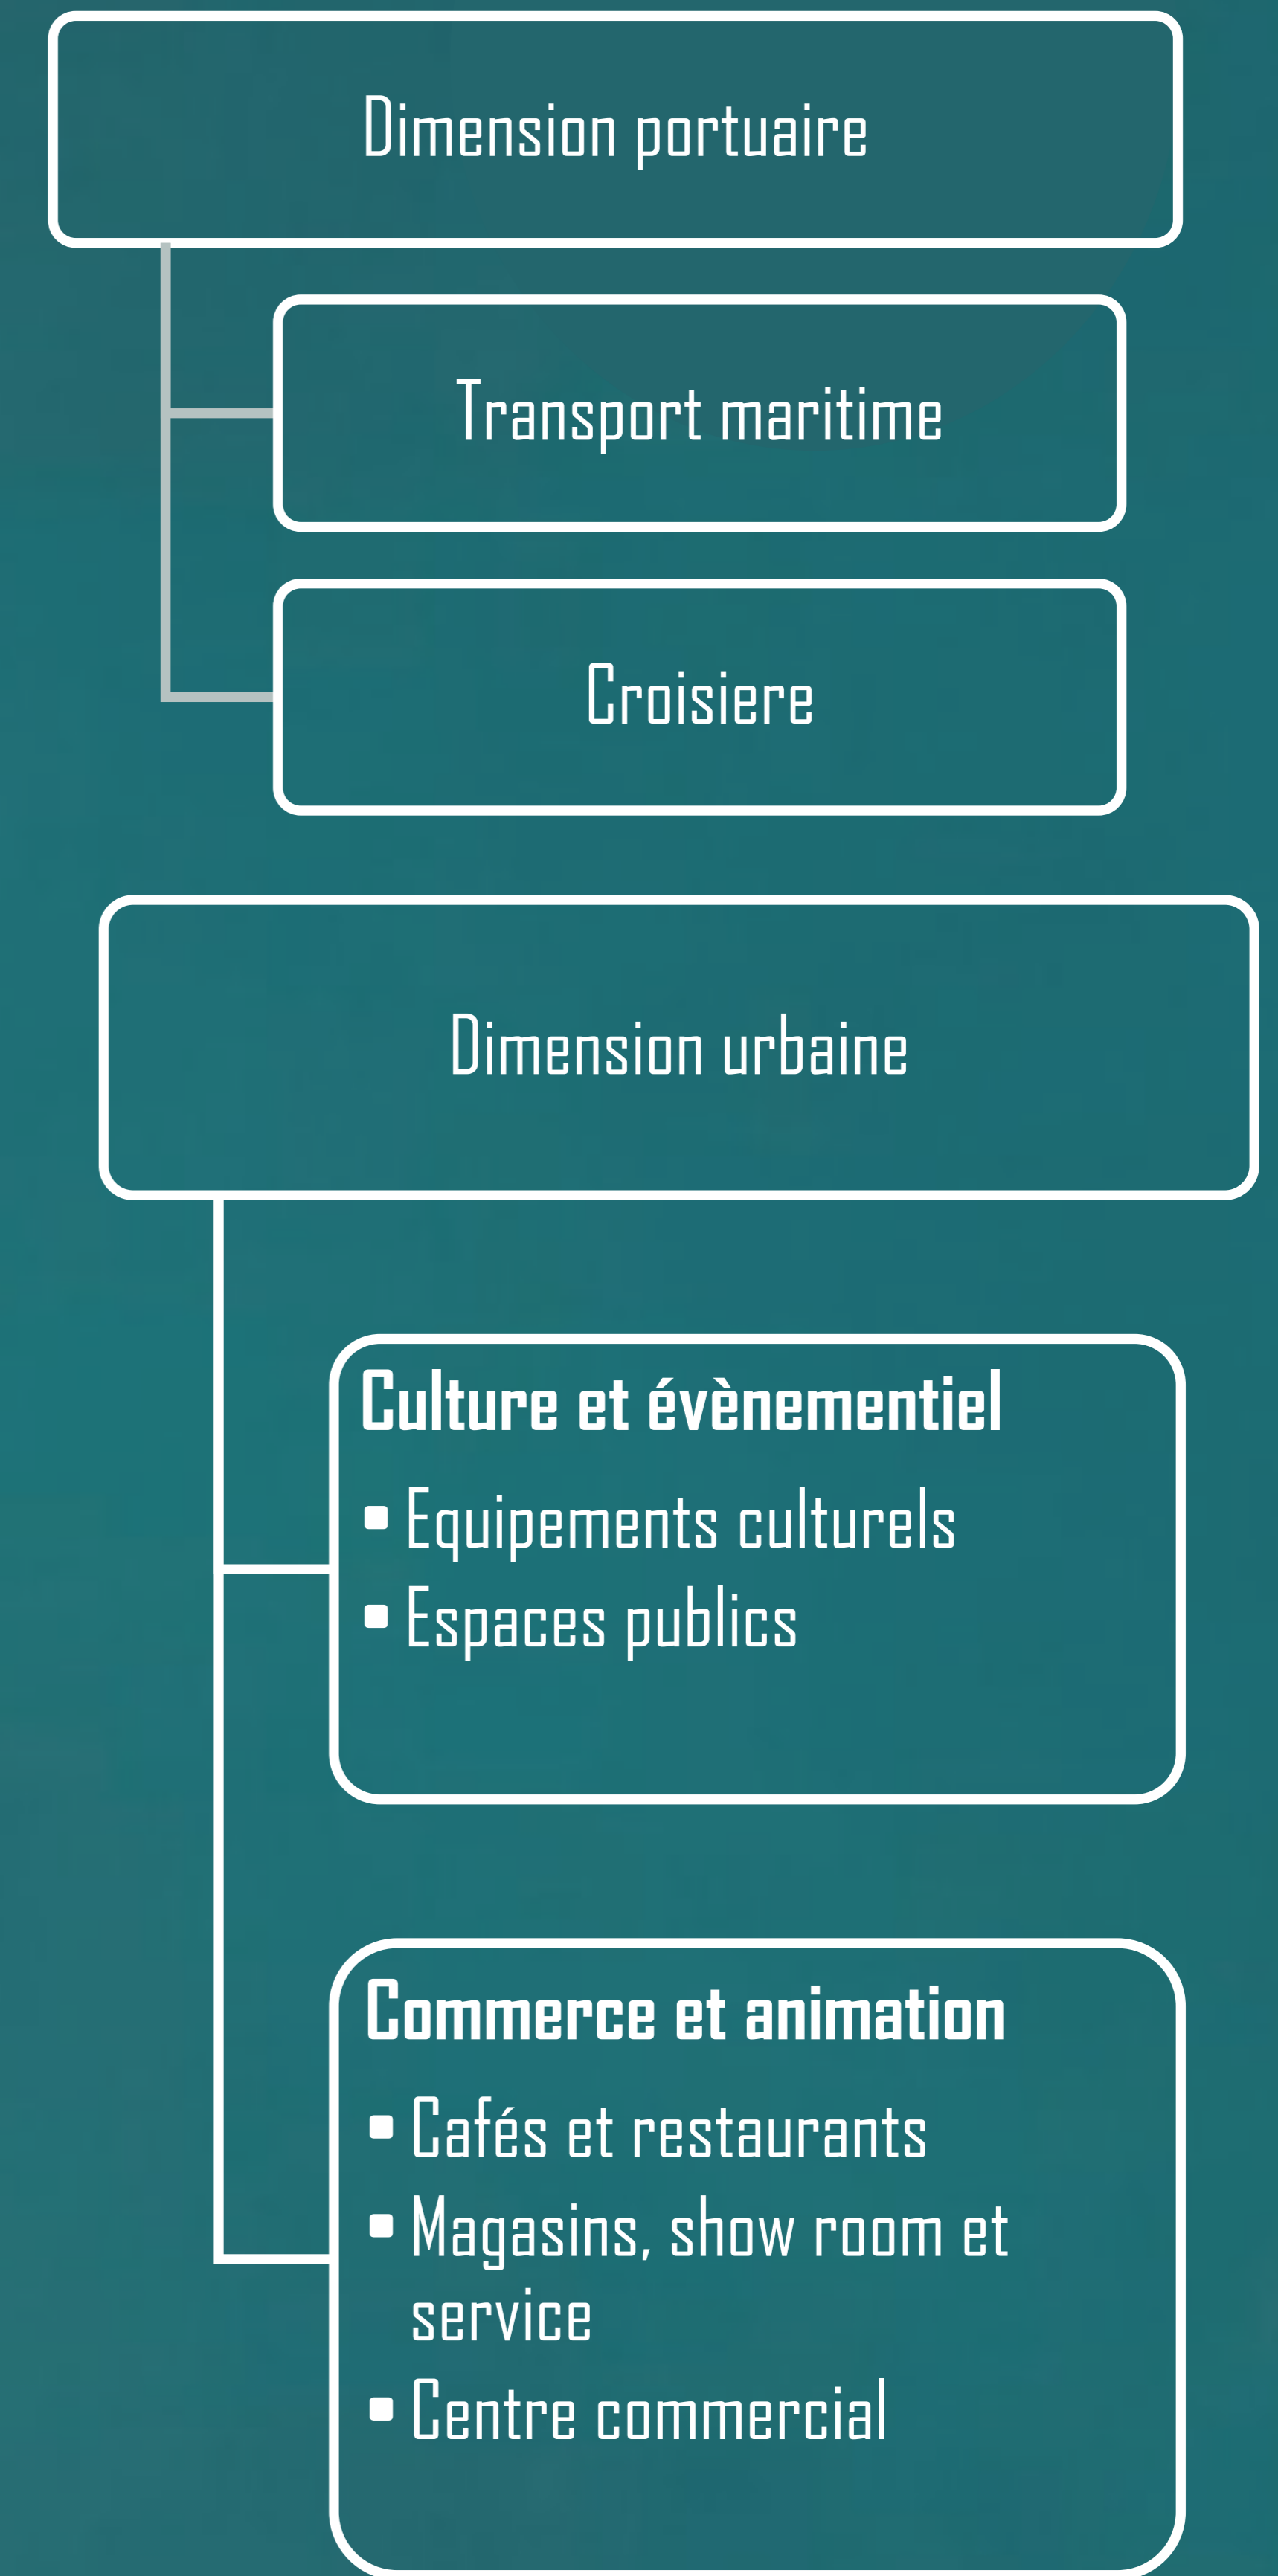 Dimension portuaire
Transport maritime
Croisiere
Dimension urbaine
Culture et évènementiel
▪ Equipements culturels
▪ Espaces publics
Commerce et animation
▪ Cafés et restaurants
▪ Magasins, show room et
service
▪ Centre commercial